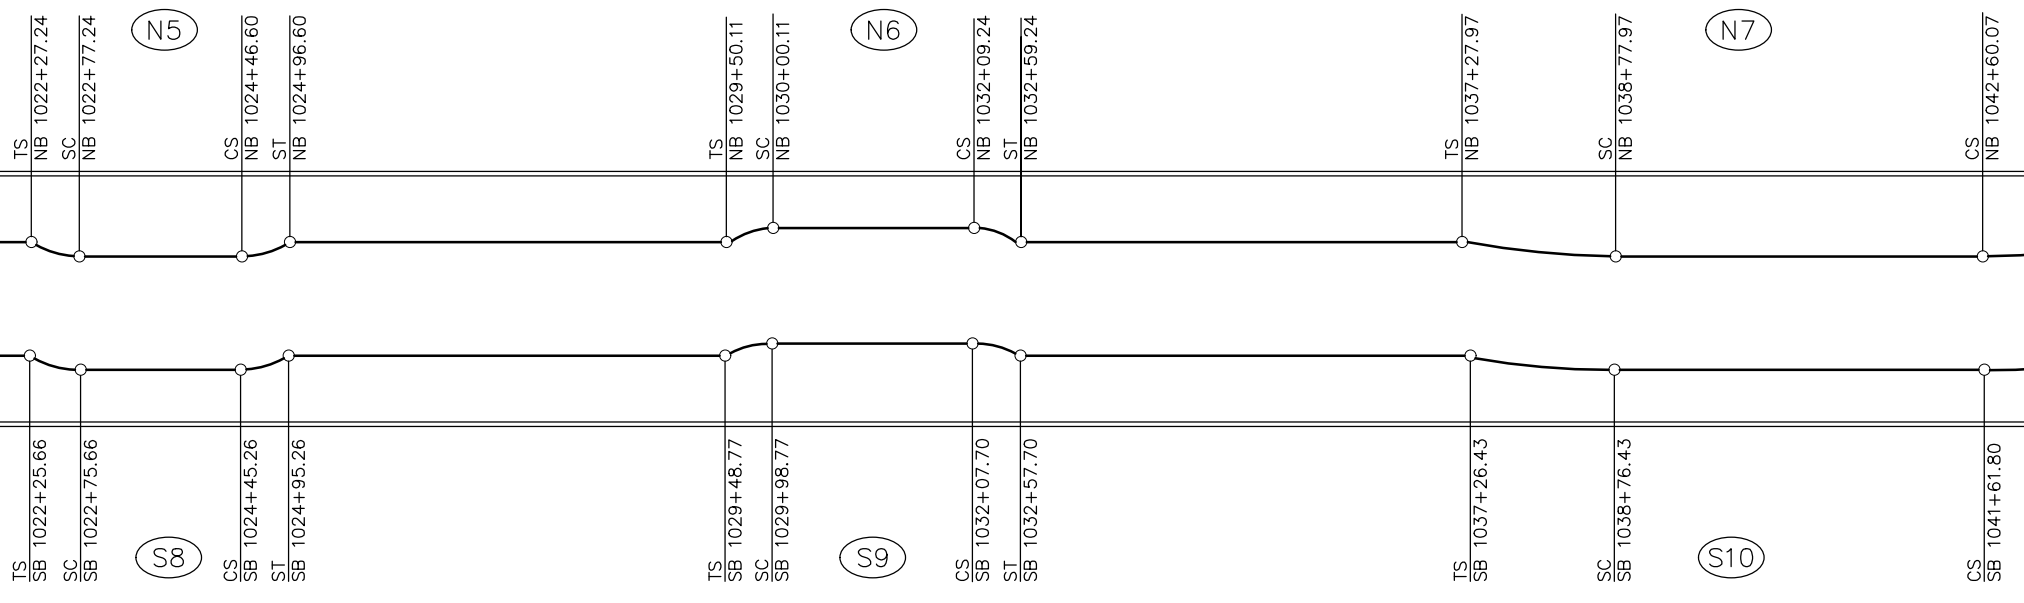 TS
NB 1022+27.24
SC
NB 1022+77.24
N5
CS
NB 1024+46.60
ST
NB 1024+96.60
TS
NB 1029+50.11
SC
NB 1030+00.11
N6
CS
NB 1032+09.24
ST
NB 1032+59.24
TS
NB 1037+27.97
SC
NB 1038+77.97
N7
CS
NB 1042+60.07
TS
SB 1022+25.66
SC
SB 1022+75.66
S8
CS
SB 1024+45.26
ST
SB 1024+95.26
TS
SB 1029+48.77
SC
SB 1029+98.77
S9
CS
SB 1032+07.70
ST
SB 1032+57.70
TS
SB 1037+26.43
SC
SB 1038+76.43
S10
CS
SB 1041+61.80